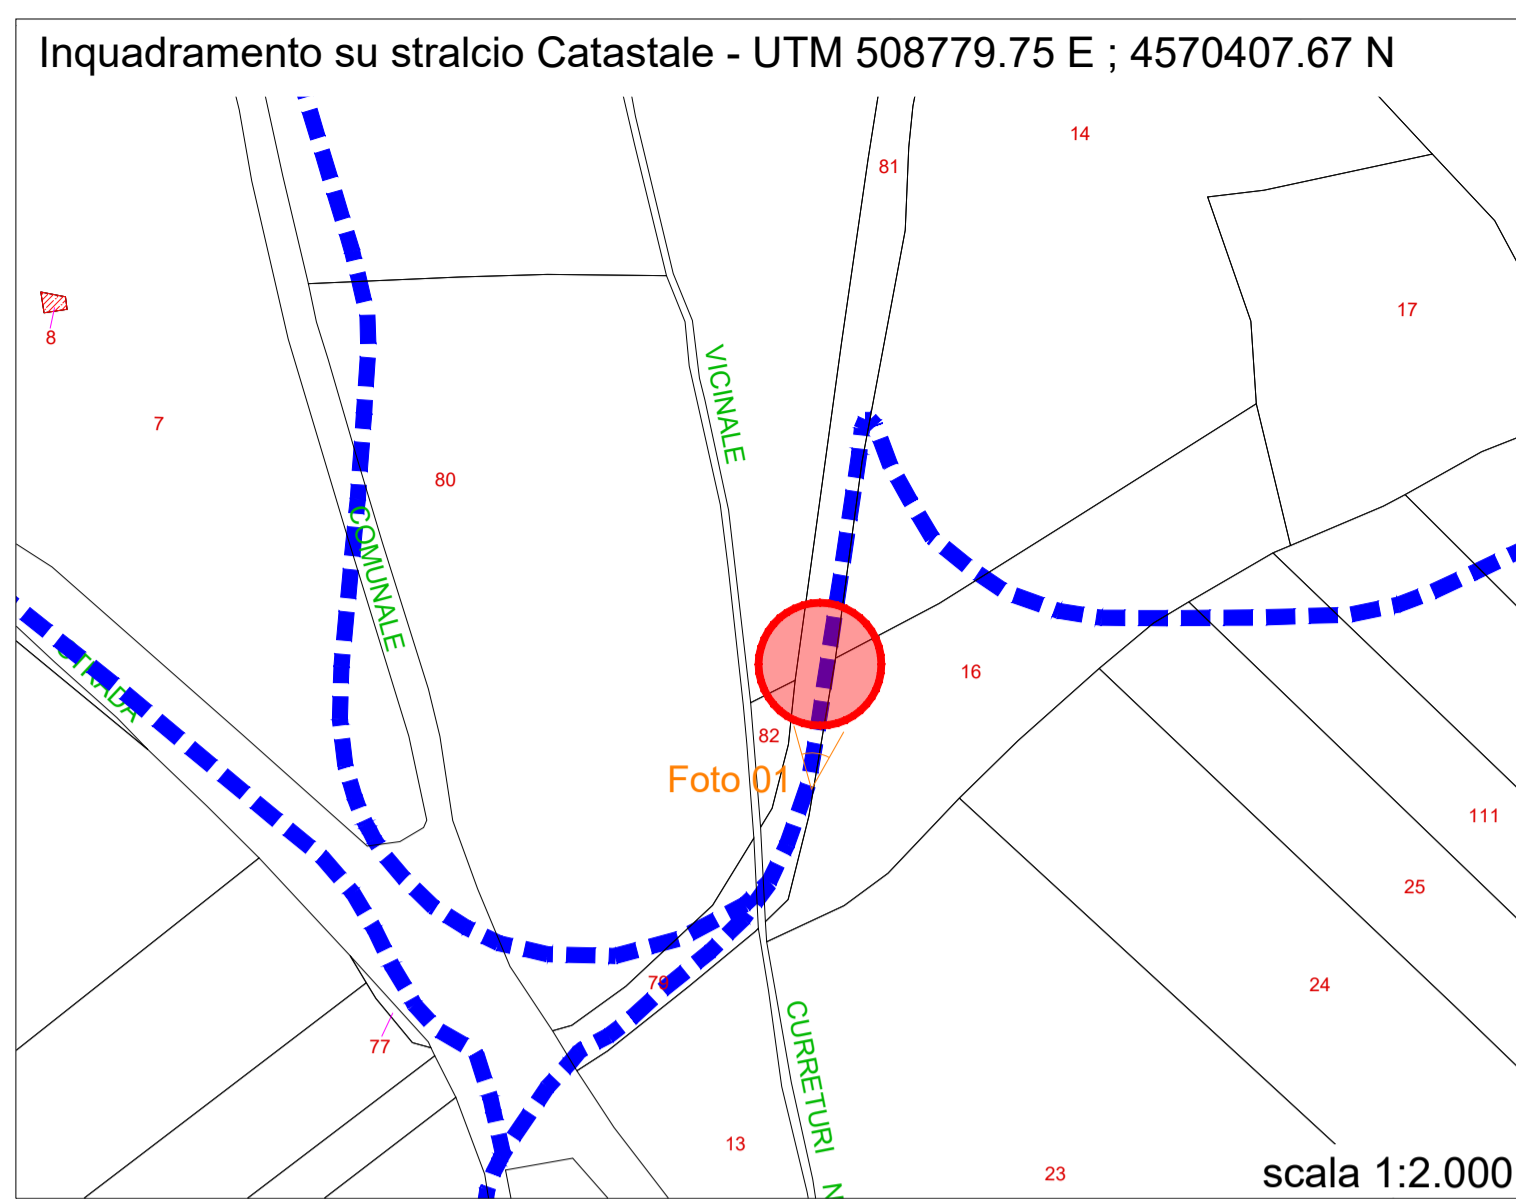 Inquadramento su stralcio Catastale - UTM 508779.75 E ; 4570407.67 N
14
81
17
8
VICINALE
7
80
COMUNALE
STRADA
16
82
Foto 01
111
25
79
24
77
CURRETURI N
13
23
scala 1:2.000